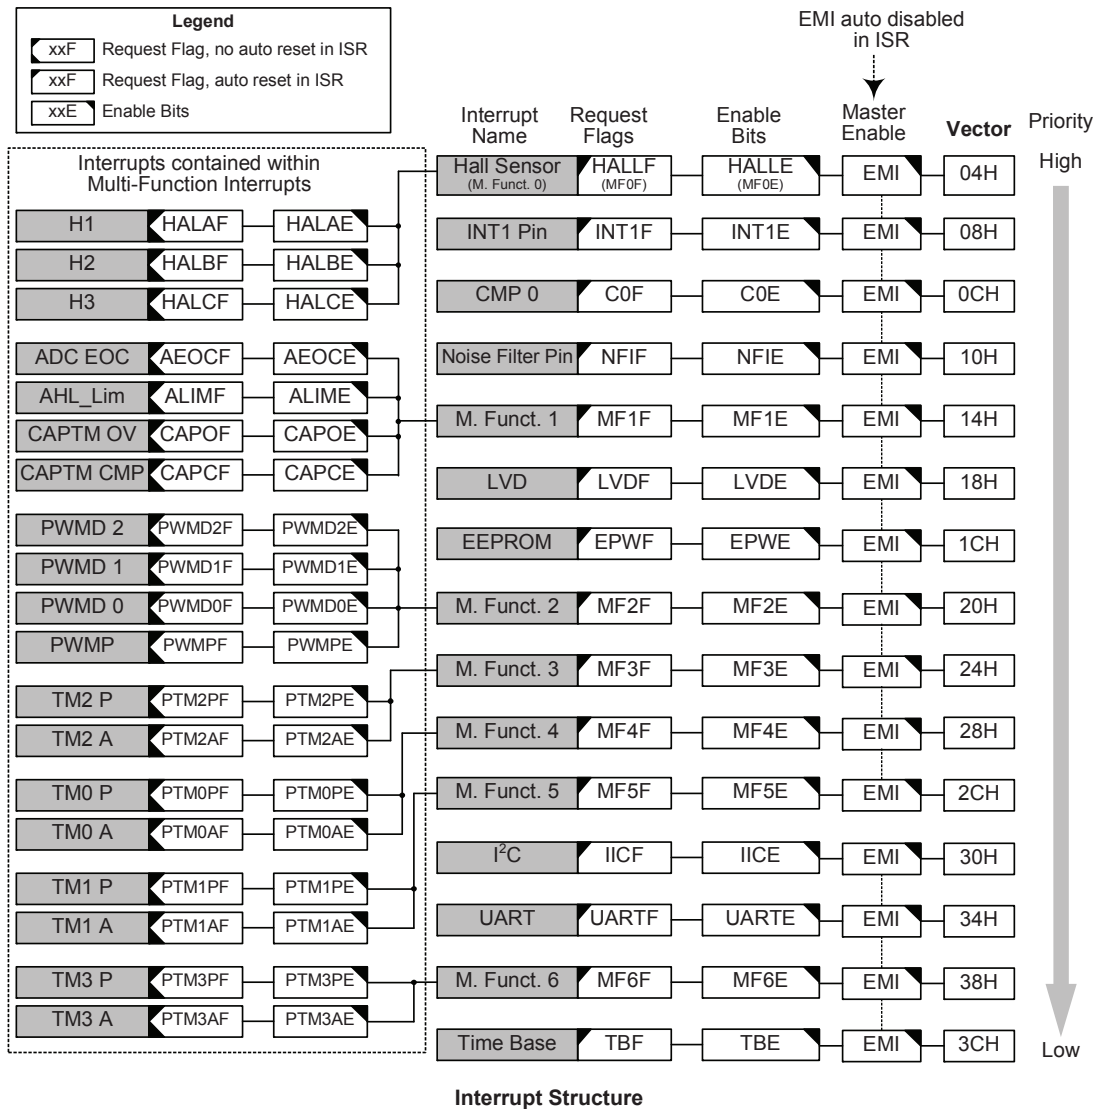 Legend
xxF Request Flag, no auto reset in ISR
xxF Request Flag, auto reset in ISR
xxE Enable Bits
EMI auto disabled
in ISR
Interrupt Name Request Flags Enable Bits Master Enable Vector Priority
High
Interrupts contained within
Multi-Function Interrupts
H1 HALAF HALAE
H2 HALBF HALBE
H3 HALCF HALCE
ADC EOC AEOCF AEOCE
AHL_Lim ALIMF ALIME
CAPTM OV CAPOF CAPOE
CAPTM CMP CAPCF CAPCE
PWMD 2 PWMD2F PWMD2E
PWMD 1 PWMD1F PWMD1E
PWMD 0 PWMD0F PWMD0E
PWMP PWMPF PWMPE
TM2 P PTM2PF PTM2PE
TM2 A PTM2AF PTM2AE
TM0 P PTM0PF PTM0PE
TM0 A PTM0AF PTM0AE
TM1 P PTM1PF PTM1PE
TM1 A PTM1AF PTM1AE
TM3 P PTM3PF PTM3PE
TM3 A PTM3AF PTM3AE
Hall Sensor HALLF HALLE EMI 04H
(M. Funct. 0) (MF0F) (MF0E)
INT1 Pin INT1F INT1E EMI 08H
CMP 0 C0F C0E EMI 0CH
Noise Filter Pin NFIF NFIE EMI 10H
M. Funct. 1 MF1F MF1E EMI 14H
LVD LVDF LVDE EMI 18H
EEPROM EPWF EPWE EMI 1CH
M. Funct. 2 MF2F MF2E EMI 20H
M. Funct. 3 MF3F MF3E EMI 24H
M. Funct. 4 MF4F MF4E EMI 28H
M. Funct. 5 MF5F MF5E EMI 2CH
I²C IICF IICE EMI 30H
UART UARTF UARTE EMI 34H
M. Funct. 6 MF6F MF6E EMI 38H
Time Base TBF TBE EMI 3CH
Low
Interrupt Structure